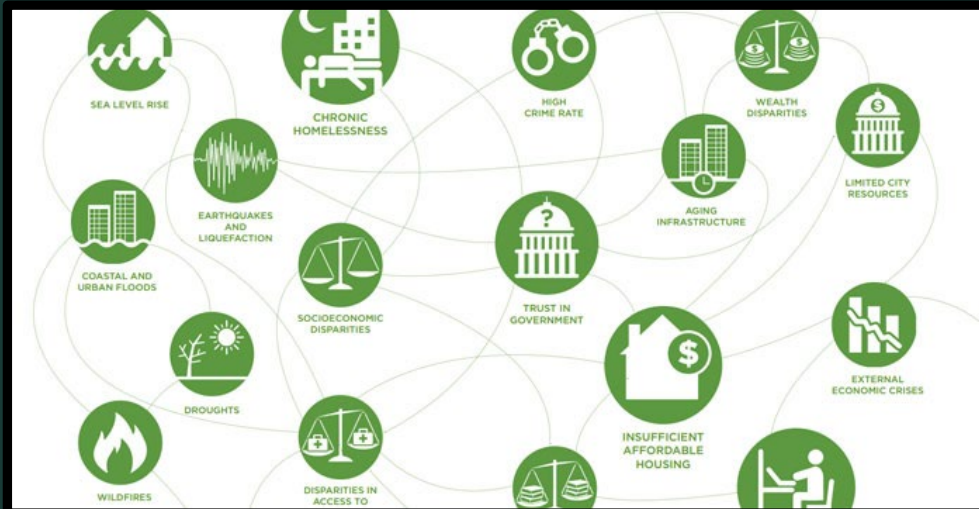 SEA LEVEL RISE
CHRONIC
HOMELESSNESS
HIGH
CRIME RATE
$ $
WEALTH
DISPARITIES
$
LIMITED CITY
RESOURCES
EARTHQUAKES
AND
LIQUEFACTION
AGING
INFRASTRUCTURE
COASTAL AND
URBAN FLOODS
SOCIOECONOMIC
DISPARITIES
?
TRUST IN
GOVERNMENT
DROUGHTS
$
INSUFFICIENT
AFFORDABLE
HOUSING
EXTERNAL
ECONOMIC CRISES
WILDFIRES
DISPARITIES IN
ACCESS TO